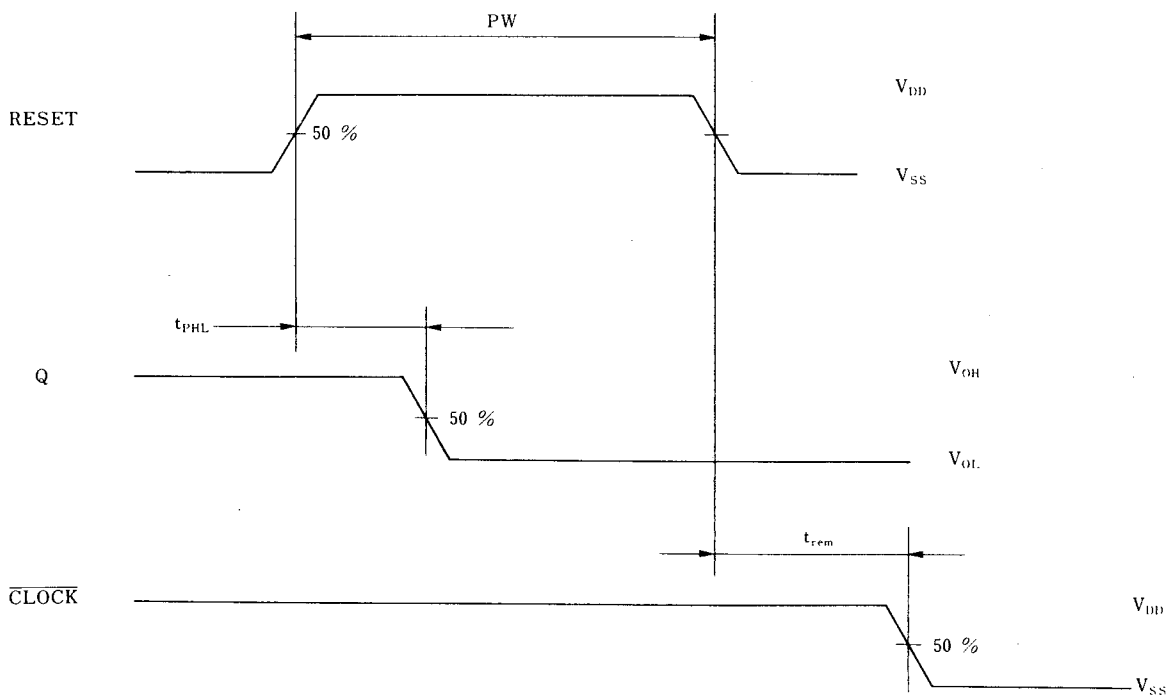 PW
V_DD
RESET
50 %
V_SS
t_PHL
Q
V_OH
50 %
V_OL
t_rem
CLOCK
V_DD
50 %
V_SS